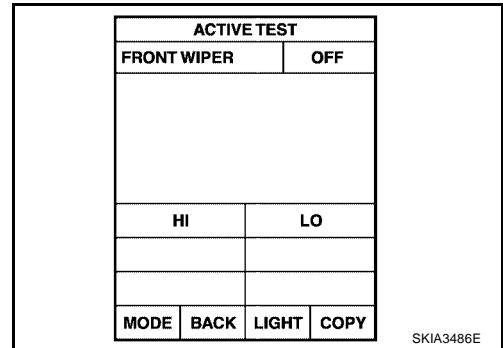 ACTIVE TEST
FRONT WIPER OFF
HI LO
MODE BACK LIGHT COPY
SKIA3486E